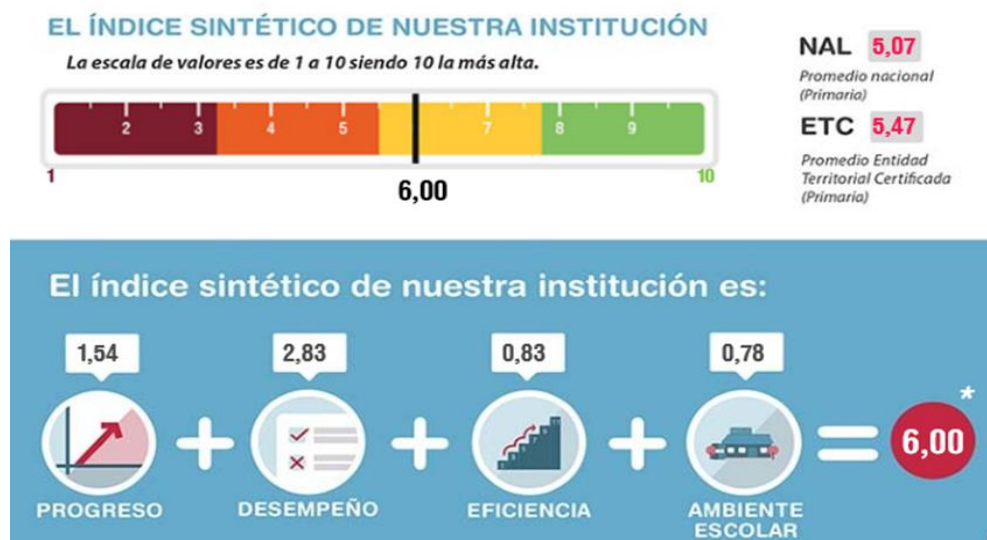 EL ÍNDICE SINTÉTICO DE NUESTRA INSTITUCIÓN
La escala de valores es de 1 a 10 siendo 10 la más alta.
2 3 4 5 7 8 9
1 10
6,00
NAL 5,07
Promedio nacional
(Primaria)
ETC 5,47
Promedio Entidad
Territorial Certificada
(Primaria)
El índice sintético de nuestra institución es:
1,54 2,83 0,83 0,78
+ + + = 6,00 *
PROGRESO DESEMPEÑO EFICIENCIA AMBIENTE
ESCOLAR